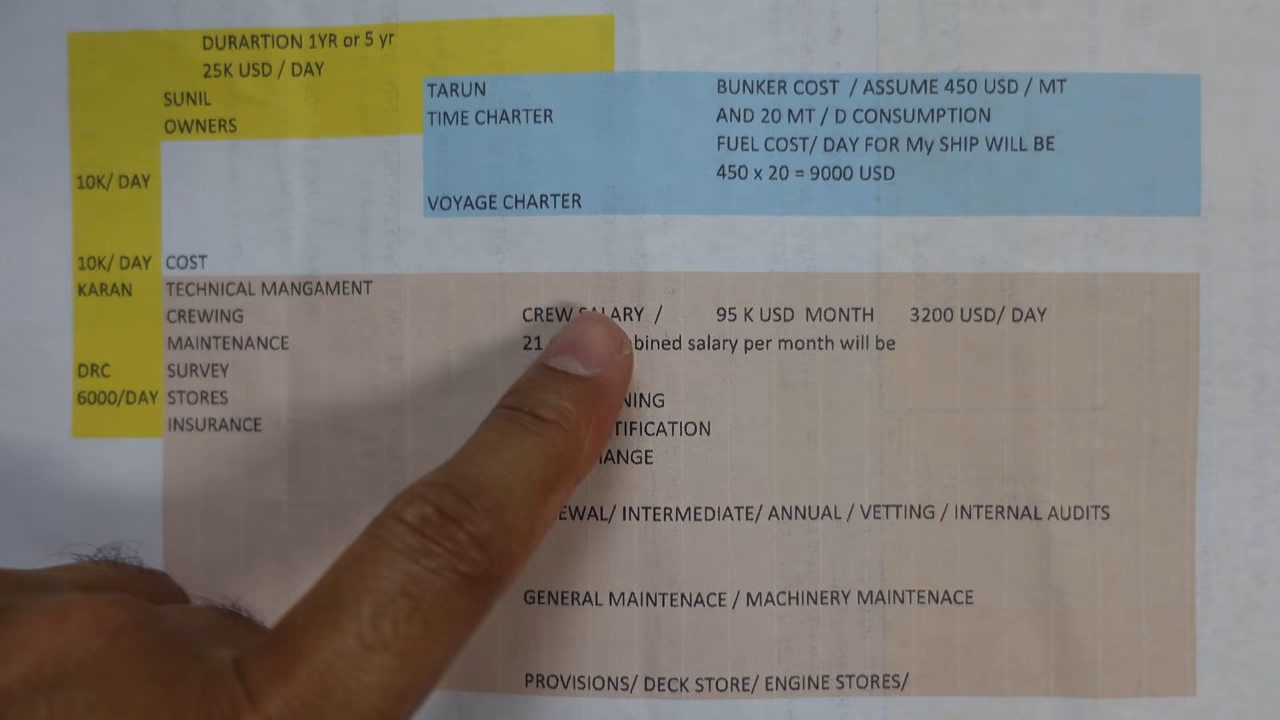 DURARTION 1YR or 5 yr
25K USD / DAY
SUNIL
OWNERS
TARUN
TIME CHARTER
VOYAGE CHARTER
BUNKER COST / ASSUME 450 USD / MT
AND 20 MT / D CONSUMPTION
FUEL COST/ DAY FOR My SHIP WILL BE
450 x 20 = 9000 USD
10K/ DAY
10K/ DAY COST
KARAN TECHNICAL MANGAMENT
CREWING CREW SALARY / 95 K USD MONTH 3200 USD/ DAY
MAINTENANCE 21 bined salary per month will be
DRC SURVEY
6000/DAY STORES NING
INSURANCE TIFICATION
ANGE
EWAL/ INTERMEDIATE/ ANNUAL / VETTING / INTERNAL AUDITS
GENERAL MAINTENACE / MACHINERY MAINTENACE
PROVISIONS/ DECK STORE/ ENGINE STORES/